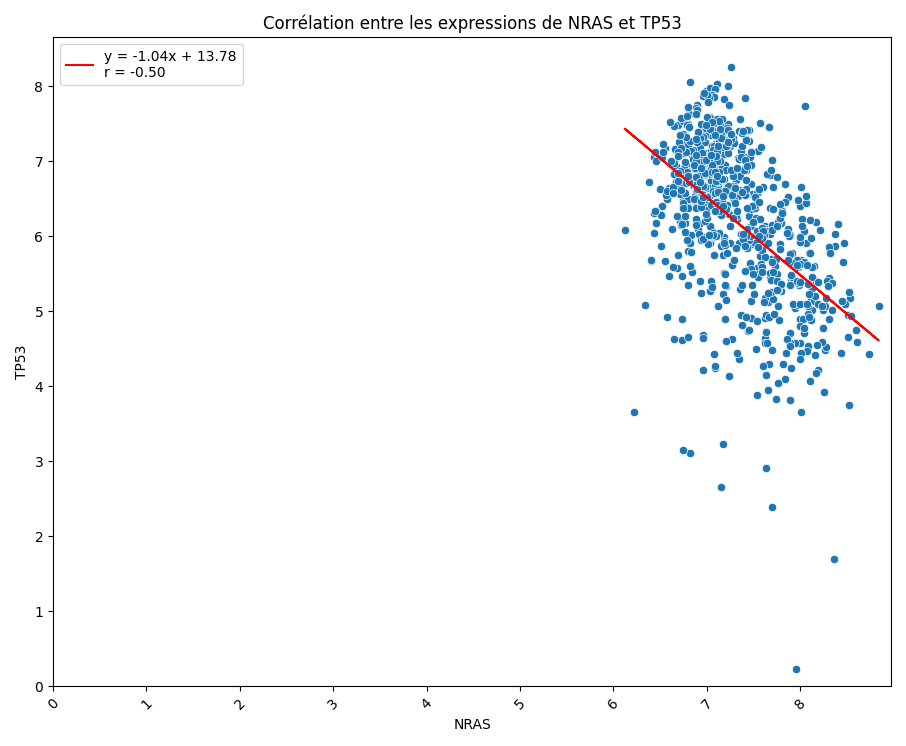 Corrélation entre les expressions de NRAS et TP53
y = -1.04x + 13.78
r = -0.50
8
7
6
5
4
3
2
1
0
TP53
0 1 2 3 4 5 6 7 8
NRAS